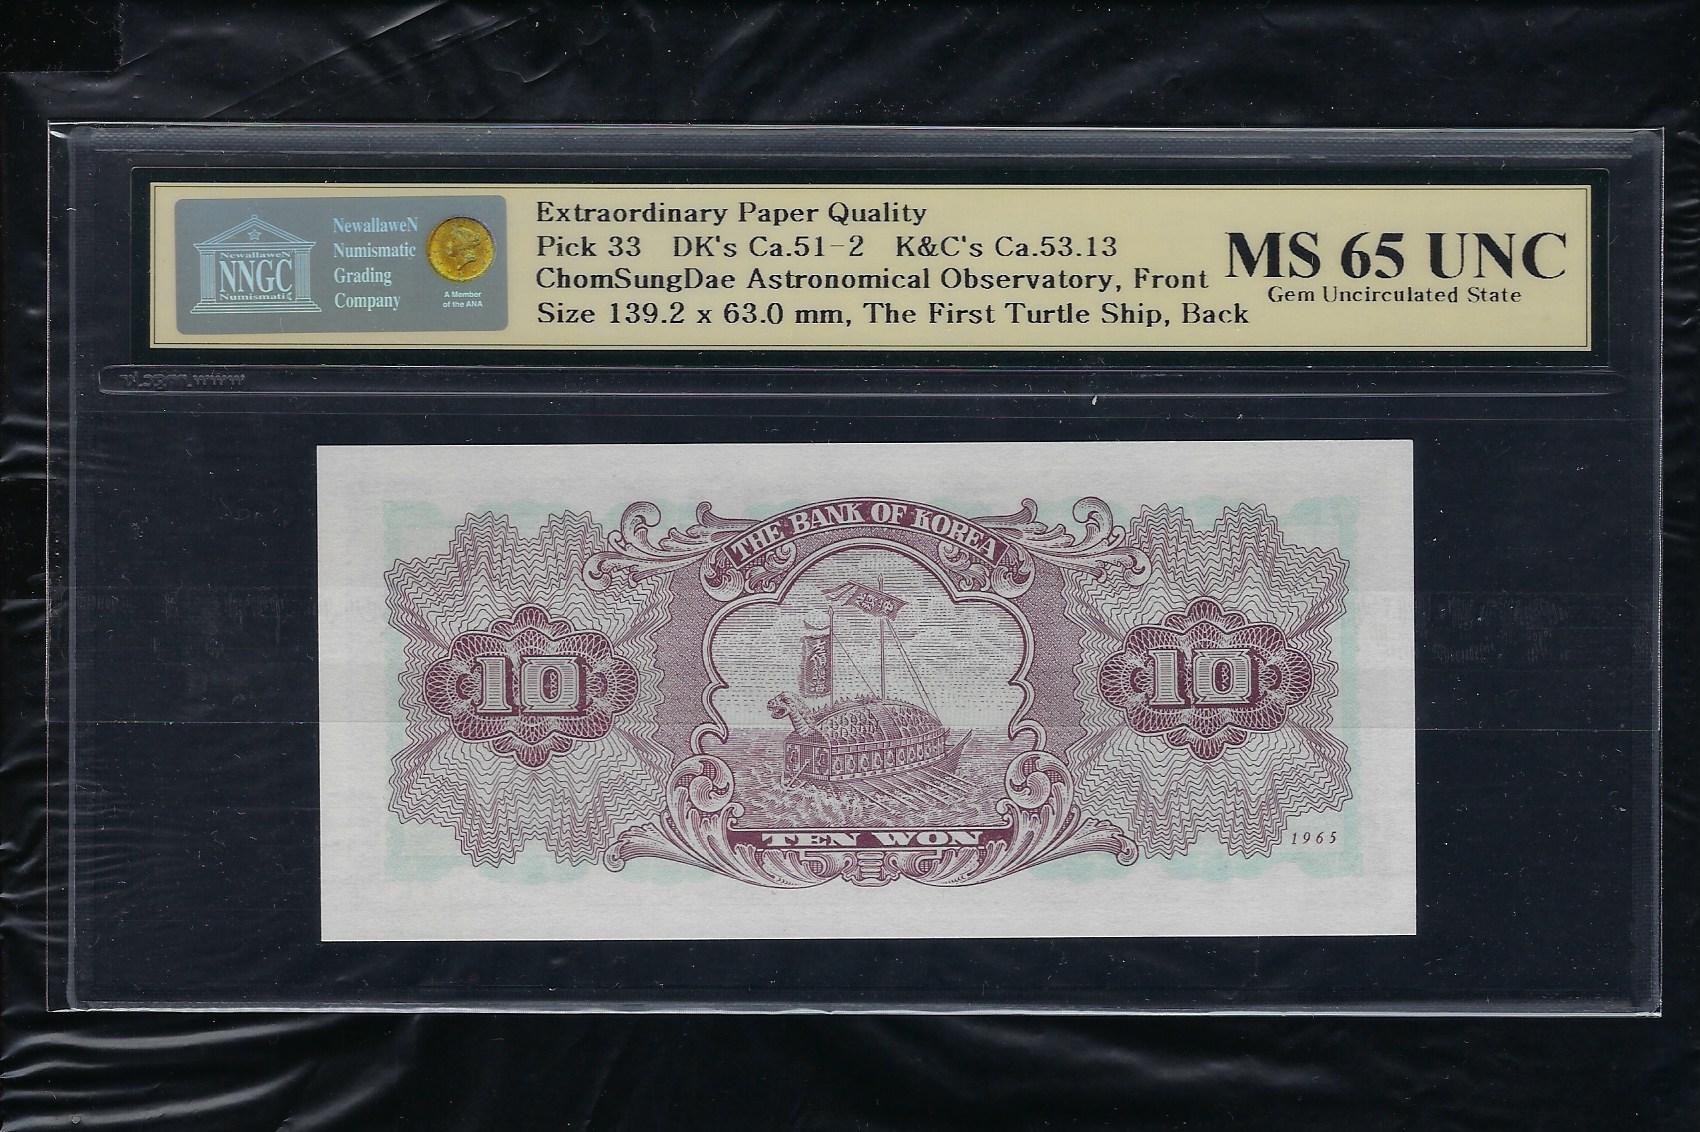 NewallaweN
Numismatic
Grading
Company
NewallaweN
NNGC
Numismatic
A Member
of the ANA
Extraordinary Paper Quality
Pick 33 DK's Ca.51-2 K&C's Ca.53.13
ChomSungDae Astronomical Observatory, Front
Size 139.2 x 63.0 mm, The First Turtle Ship, Back
MS 65 UNC
Gem Uncirculated State
THE BANK OF KOREA
10
10
TEN WON
1965